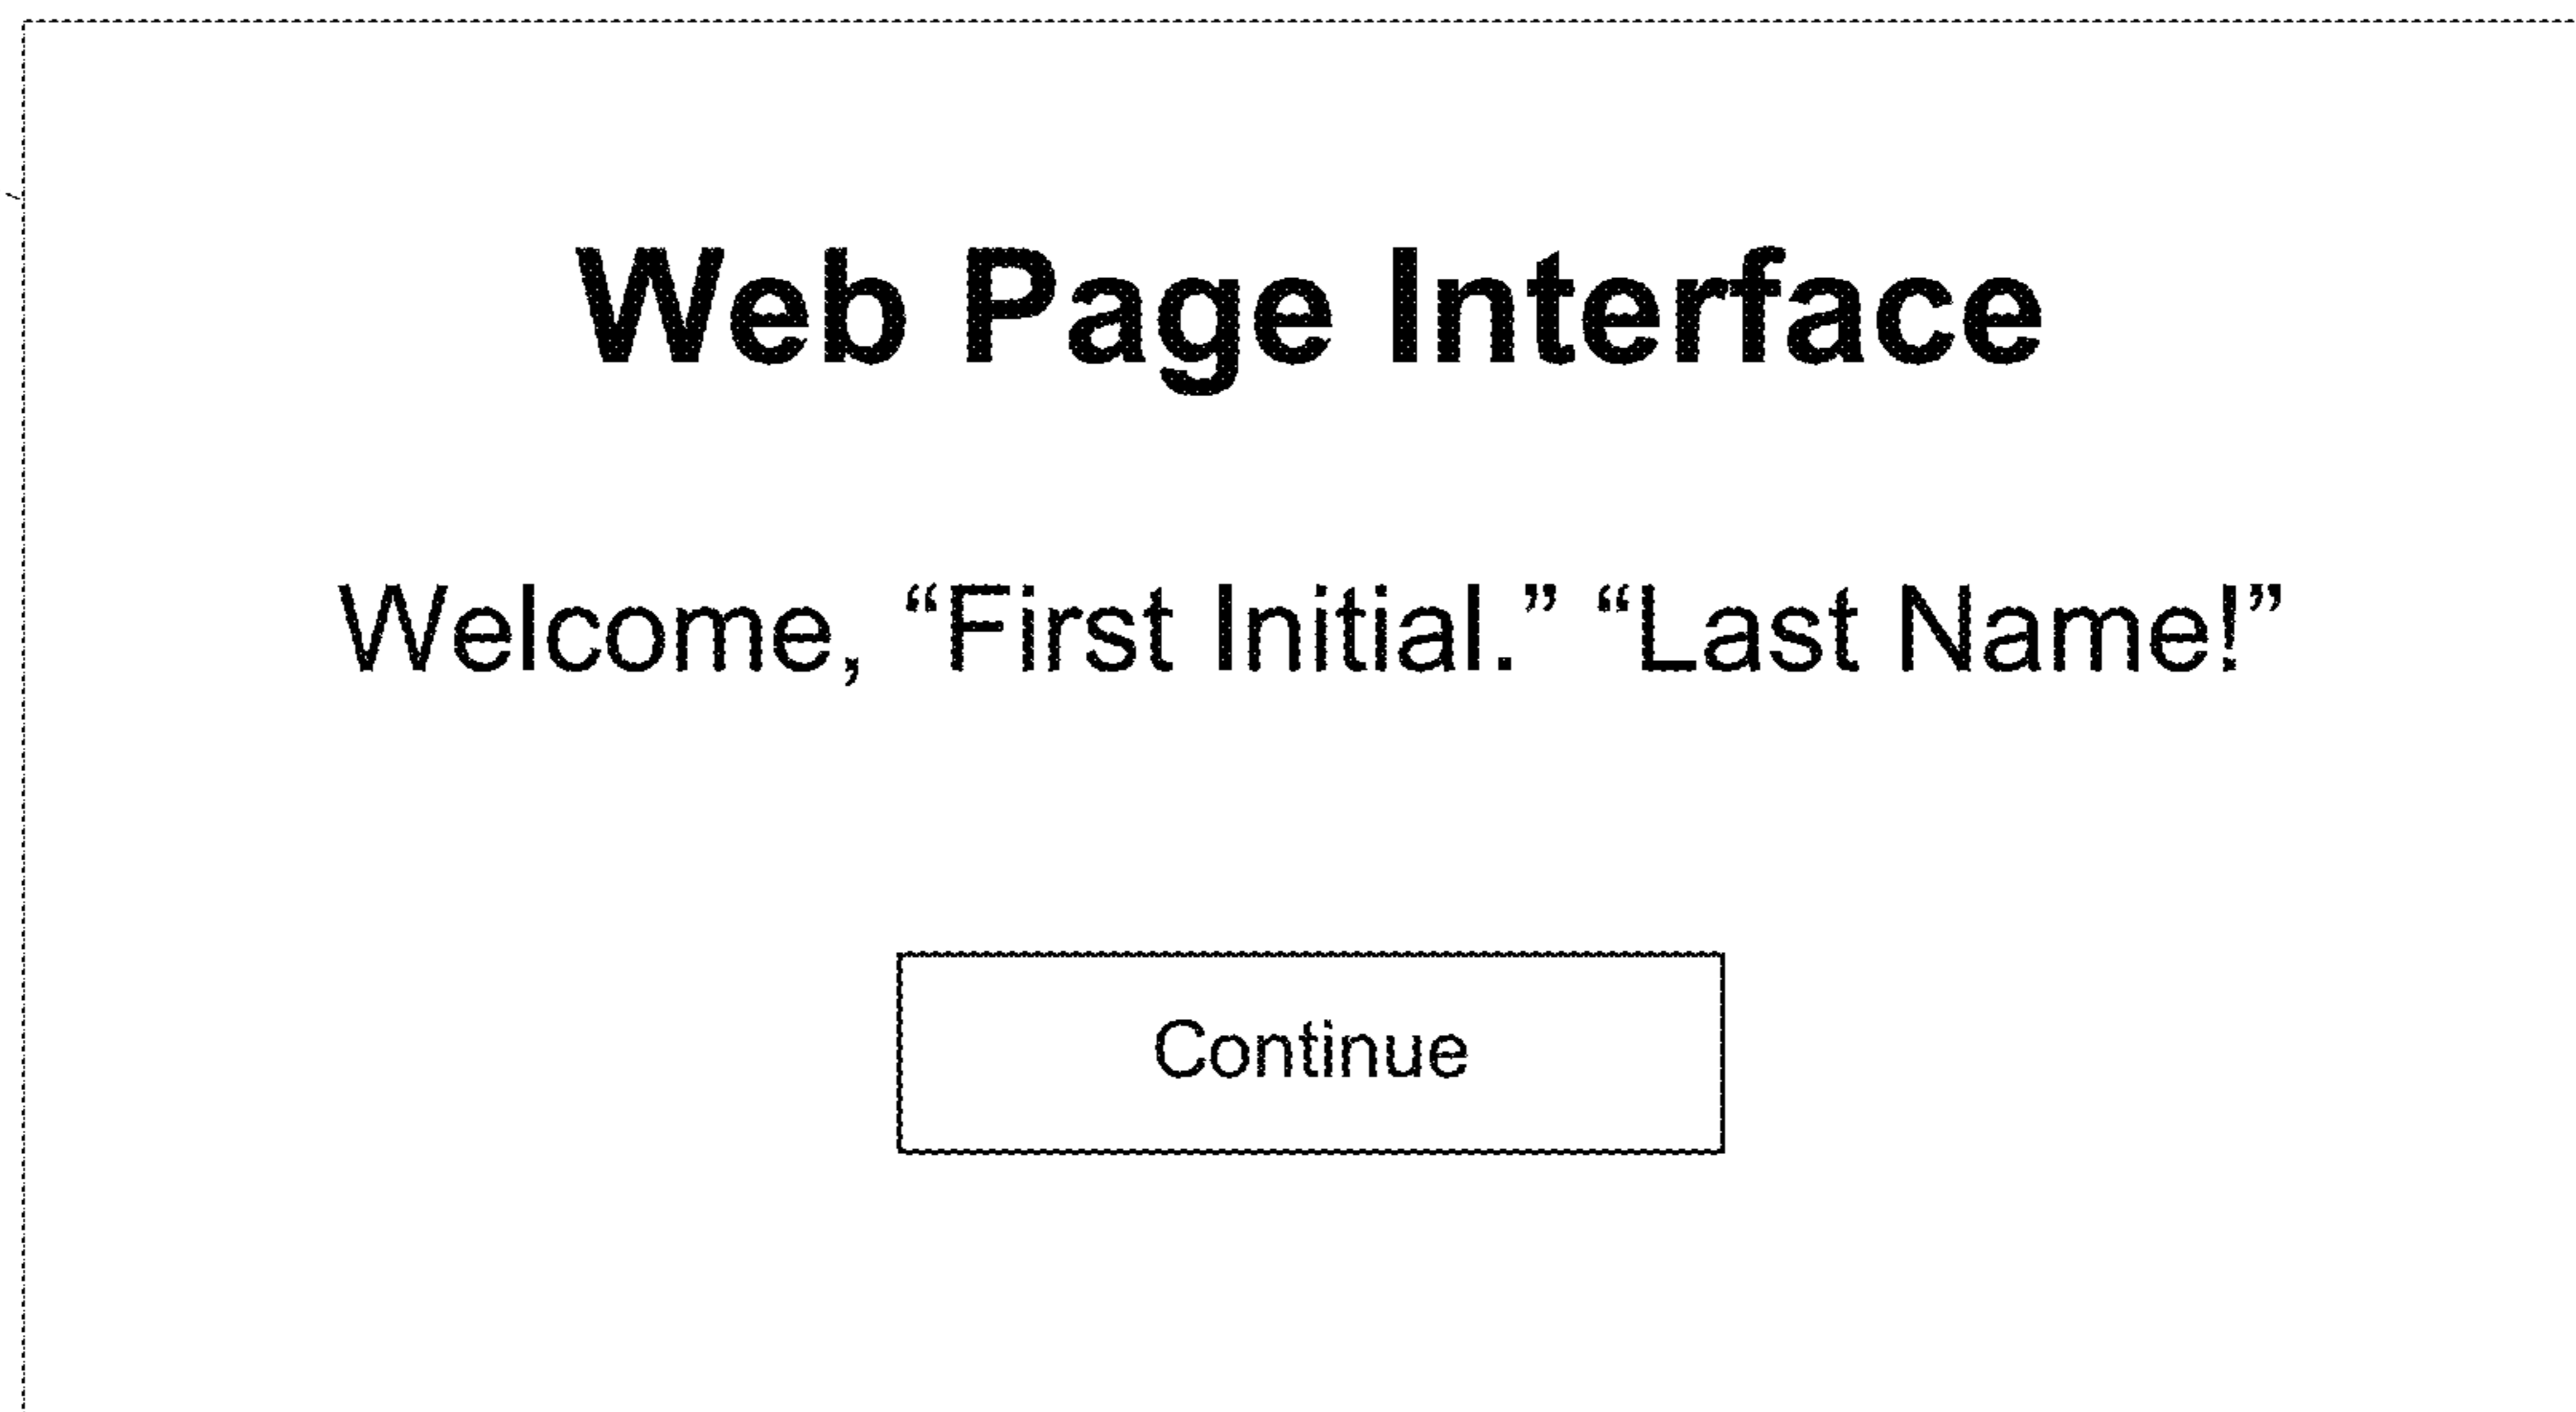 Web Page Interface
Welcome, “First Initial.” “Last Name!”
Continue